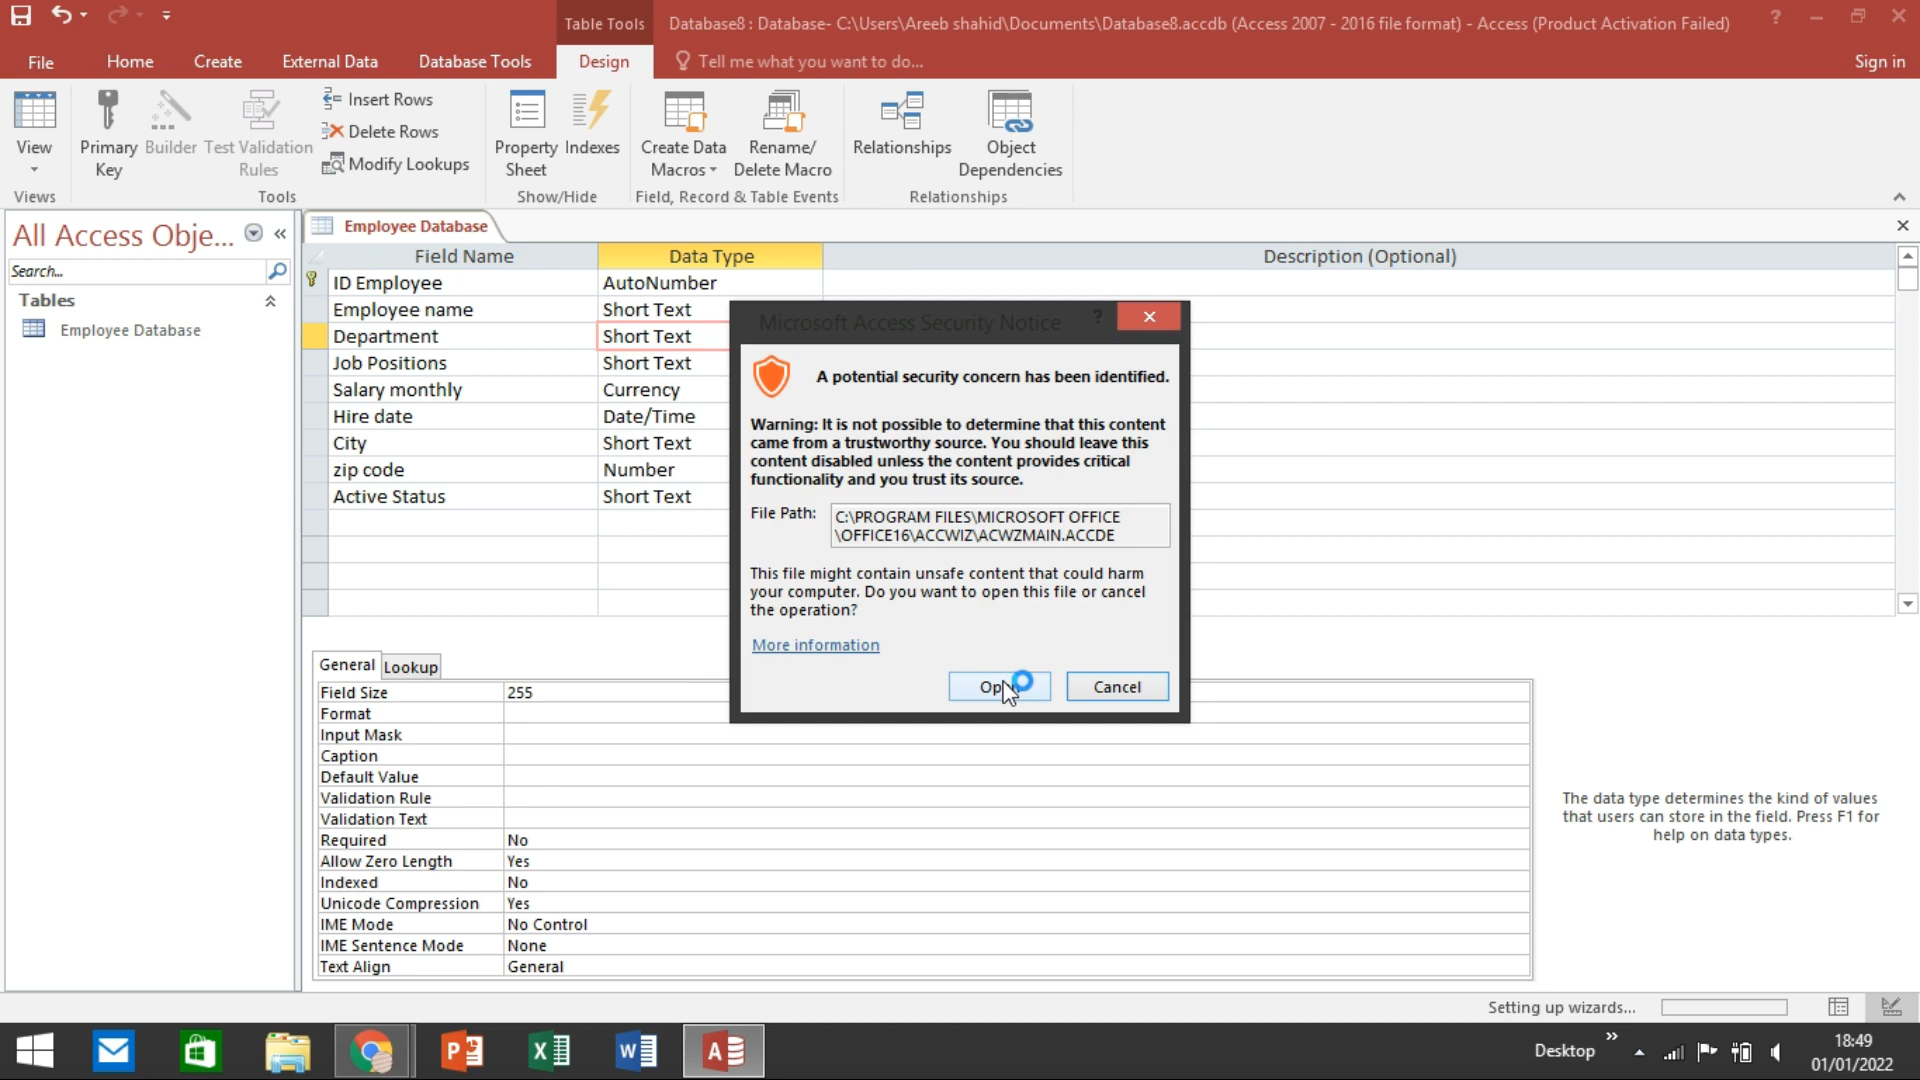 Table Tools
Database8 : Database- C:\Users\Areeb shahid\Documents\Database8.accdb (Access 2007 - 2016 file format) - Access (Product Activation Failed)
?
File
Home
Create
External Data
Database Tools
Design
Tell me what you want to do...
Sign in
View
Primary Key
Builder
Test Validation Rules
Insert Rows
Delete Rows
Modify Lookups
Property Sheet
Indexes
Create Data Macros
Rename/ Delete Macro
Relationships
Object Dependencies
Views
Tools
Show/Hide
Field, Record & Table Events
Relationships
All Access Obje...
Search...
Tables
Employee Database
Employee Database
Field Name
Data Type
Description (Optional)
ID Employee AutoNumber
Employee name Short Text
Department Short Text
Job Positions Short Text
Salary monthly Currency
Hire date Date/Time
City Short Text
zip code Number
Active Status Short Text
Microsoft Access Security Notice
?
A potential security concern has been identified.
Warning: It is not possible to determine that this content
came from a trustworthy source. You should leave this
content disabled unless the content provides critical
functionality and you trust its source.
File Path:
C:\PROGRAM FILES\MICROSOFT OFFICE
\OFFICE16\ACCWIZ\ACWZMAIN.ACCDE
This file might contain unsafe content that could harm
your computer. Do you want to open this file or cancel
the operation?
More information
Cancel
General
Lookup
Field Size 255
Format
Input Mask
Caption
Default Value
Validation Rule
Validation Text
Required No
Allow Zero Length Yes
Indexed No
Unicode Compression Yes
IME Mode No Control
IME Sentence Mode None
Text Align General
The data type determines the kind of values
that users can store in the field. Press F1 for
help on data types.
Setting up wizards...
Desktop
18:49
01/01/2022